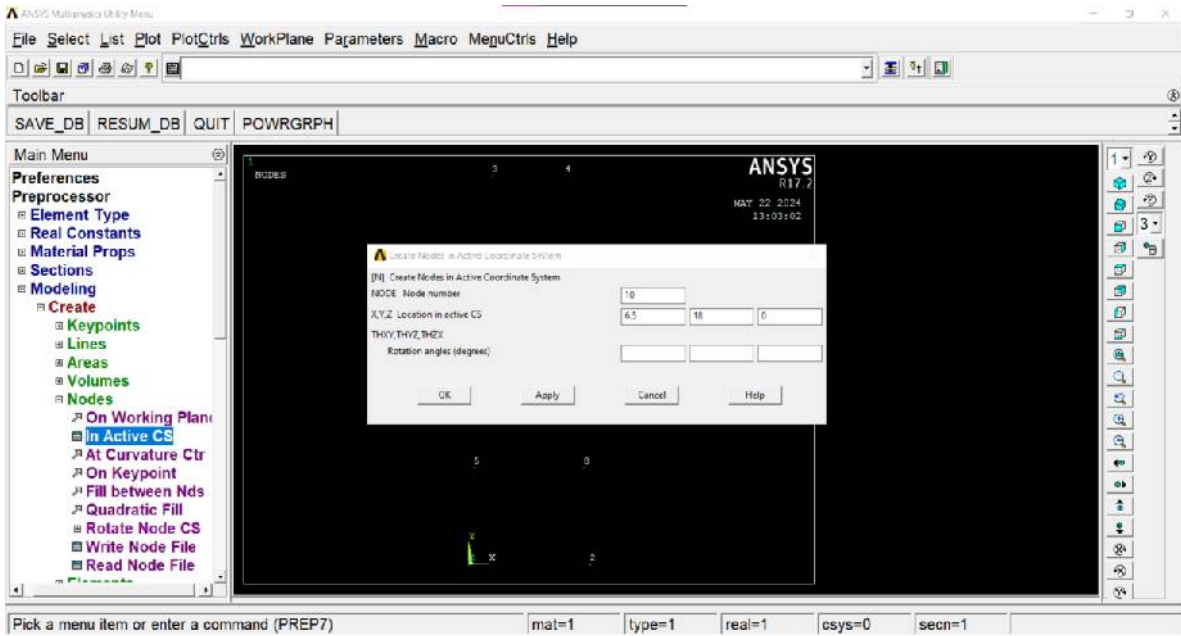 ANSYS Multiphysics Utility Menu
File Select List Plot PlotCtrls WorkPlane Parameters Macro MenuCtrls Help
Toolbar
SAVE_DB RESUM_DB QUIT POWRGRPH
Main Menu
Preferences
Preprocessor
Element Type
Real Constants
Material Props
Sections
Modeling
Create
Keypoints
Lines
Areas
Volumes
Nodes
On Working Plane
In Active CS
At Curvature Ctr
On Keypoint
Fill between Nds
Quadratic Fill
Rotate Node CS
Write Node File
Read Node File
Elements
1
NODES
3 4
ANSYS
R17.2
MAY 22 2024
13:03:02
Create Nodes in Active Coordinate System
[N] Create Nodes in Active Coordinate System
NODE Node number 10
X,Y,Z Location in active CS 6.5 18 0
THXY,THYZ,THZX
Rotation angles (degrees)
OK Apply Cancel Help
5
Y
X 2
1
3
Pick a menu item or enter a command (PREP7) mat=1 type=1 real=1 csys=0 secn=1